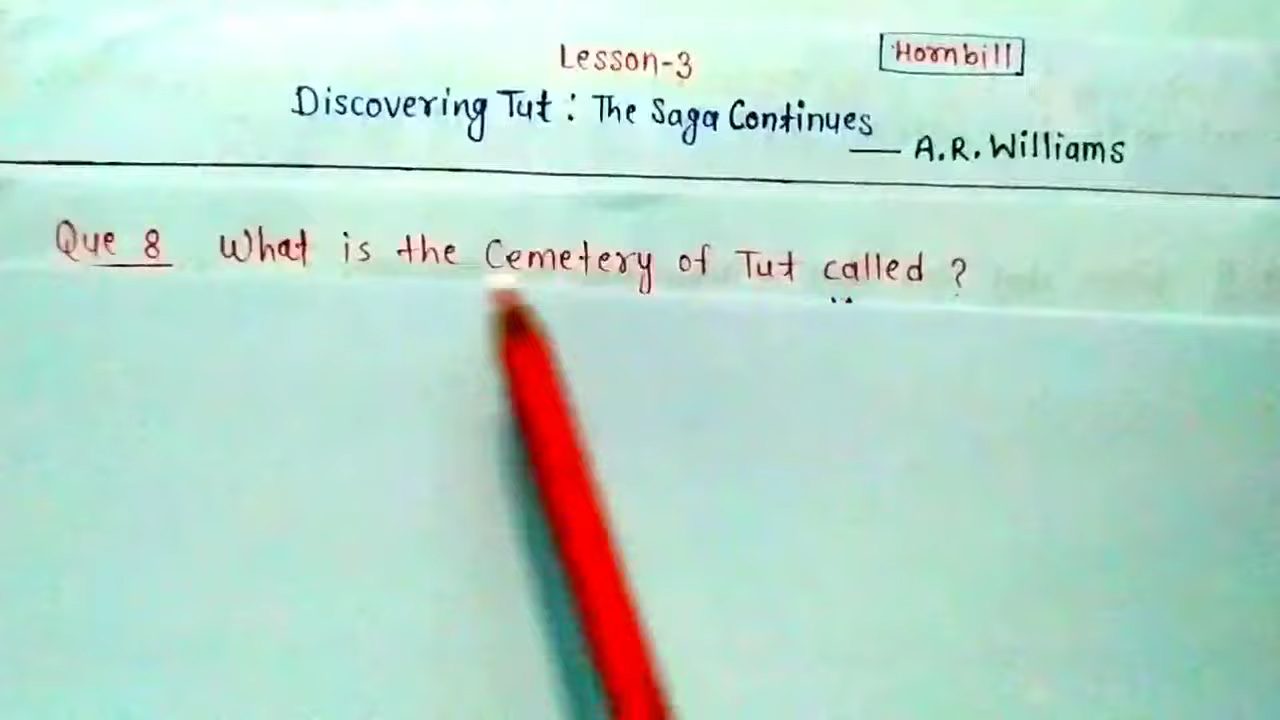 Lesson-3
Hornbill
Discovering Tut : The Saga Continues
— A.R. Williams
Que 8 What is the Cemetery of Tut called ?